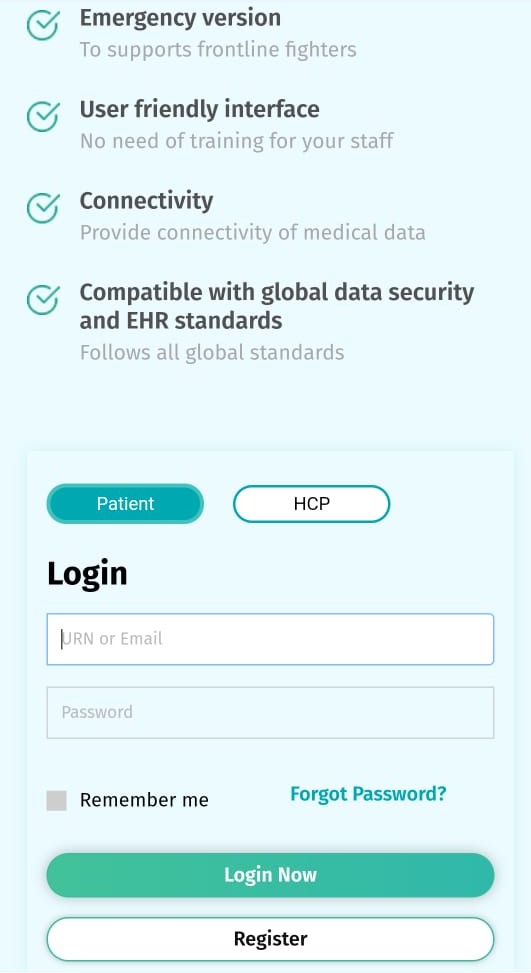 Emergency version
To supports frontline fighters
User friendly interface
No need of training for your staff
Connectivity
Provide connectivity of medical data
Compatible with global data security
and EHR standards
Follows all global standards
Patient
HCP
Login
URN or Email
Password
Remember me
Forgot Password?
Login Now
Register